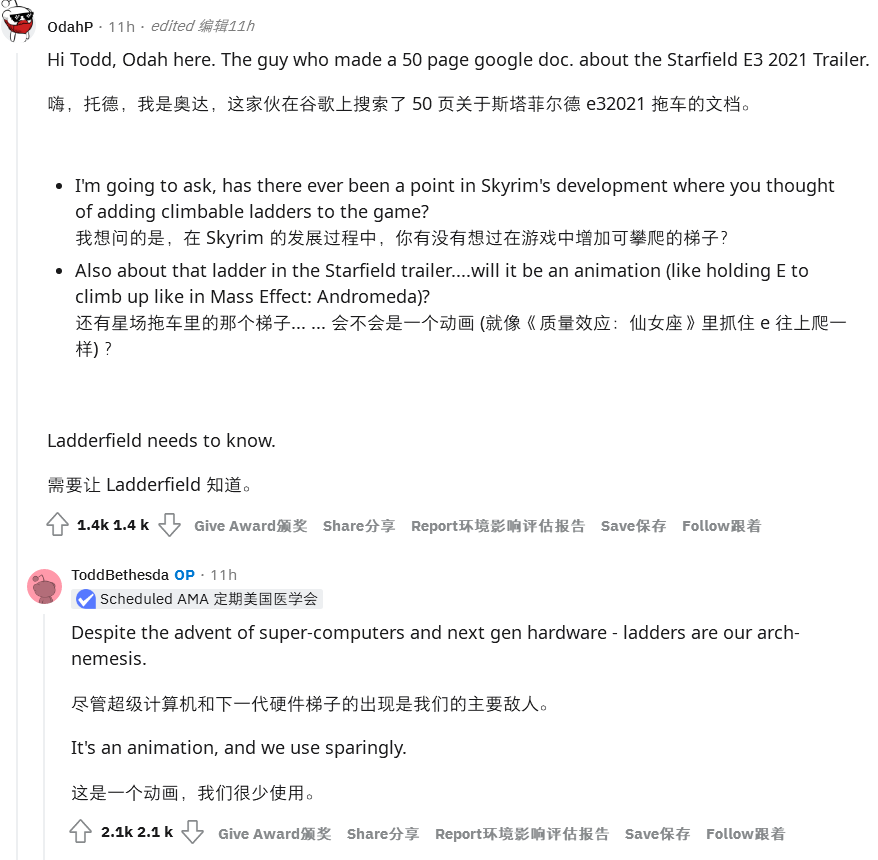 OdahP · 11h · edited 编辑11h
Hi Todd, Odah here. The guy who made a 50 page google doc. about the Starfield E3 2021 Trailer.
嗨，托德，我是奥达，这家伙在谷歌上搜索了 50 页关于斯塔菲尔德 e32021 拖车的文档。
• I'm going to ask, has there ever been a point in Skyrim's development where you thought
of adding climbable ladders to the game?
我想问的是，在 Skyrim 的发展过程中，你有没有想过在游戏中增加可攀爬的梯子?
• Also about that ladder in the Starfield trailer....will it be an animation (like holding E to
climb up like in Mass Effect: Andromeda)?
还有星场拖车里的那个梯子... ... 会不会是一个动画 (就像《质量效应：仙女座》里抓住 e 往上爬一
样) ?
Ladderfield needs to know.
需要让 Ladderfield 知道。
1.4k 1.4 k Give Award颁奖 Share分享 Report环境影响评估报告 Save保存 Follow跟着
ToddBethesda OP · 11h
Scheduled AMA 定期美国医学会
Despite the advent of super-computers and next gen hardware - ladders are our arch-
nemesis.
尽管超级计算机和下一代硬件梯子的出现是我们的主要敌人。
It's an animation, and we use sparingly.
这是一个动画，我们很少使用。
2.1k 2.1 k Give Award颁奖 Share分享 Report环境影响评估报告 Save保存 Follow跟着